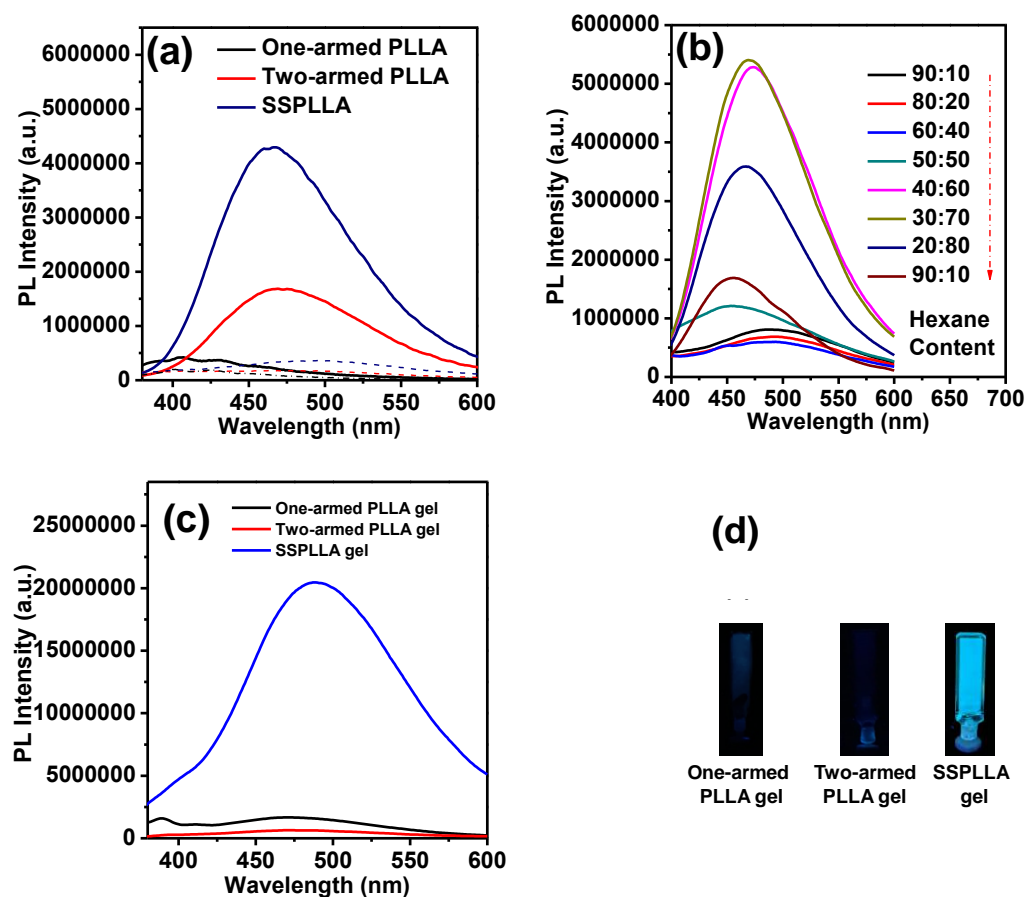 (a)
One-armed PLLA
Two-armed PLLA
SSPLLA
6000000
5000000
4000000
3000000
2000000
1000000
0
PL Intensity (a.u.)
400 450 500 550 600
Wavelength (nm)
(b)
90:10
80:20
60:40
50:50
40:60
30:70
20:80
90:10
Hexane
Content
6000000
5000000
4000000
3000000
2000000
1000000
0
PL Intensity (a.u.)
400 450 500 550 600 650 700
Wavelength (nm)
(c)
One-armed PLLA gel
Two-armed PLLA gel
SSPLLA gel
25000000
20000000
15000000
10000000
5000000
0
PL Intensity (a.u.)
400 450 500 550 600
Wavelength (nm)
(d)
One-armed
PLLA gel
Two-armed
PLLA gel
SSPLLA
gel